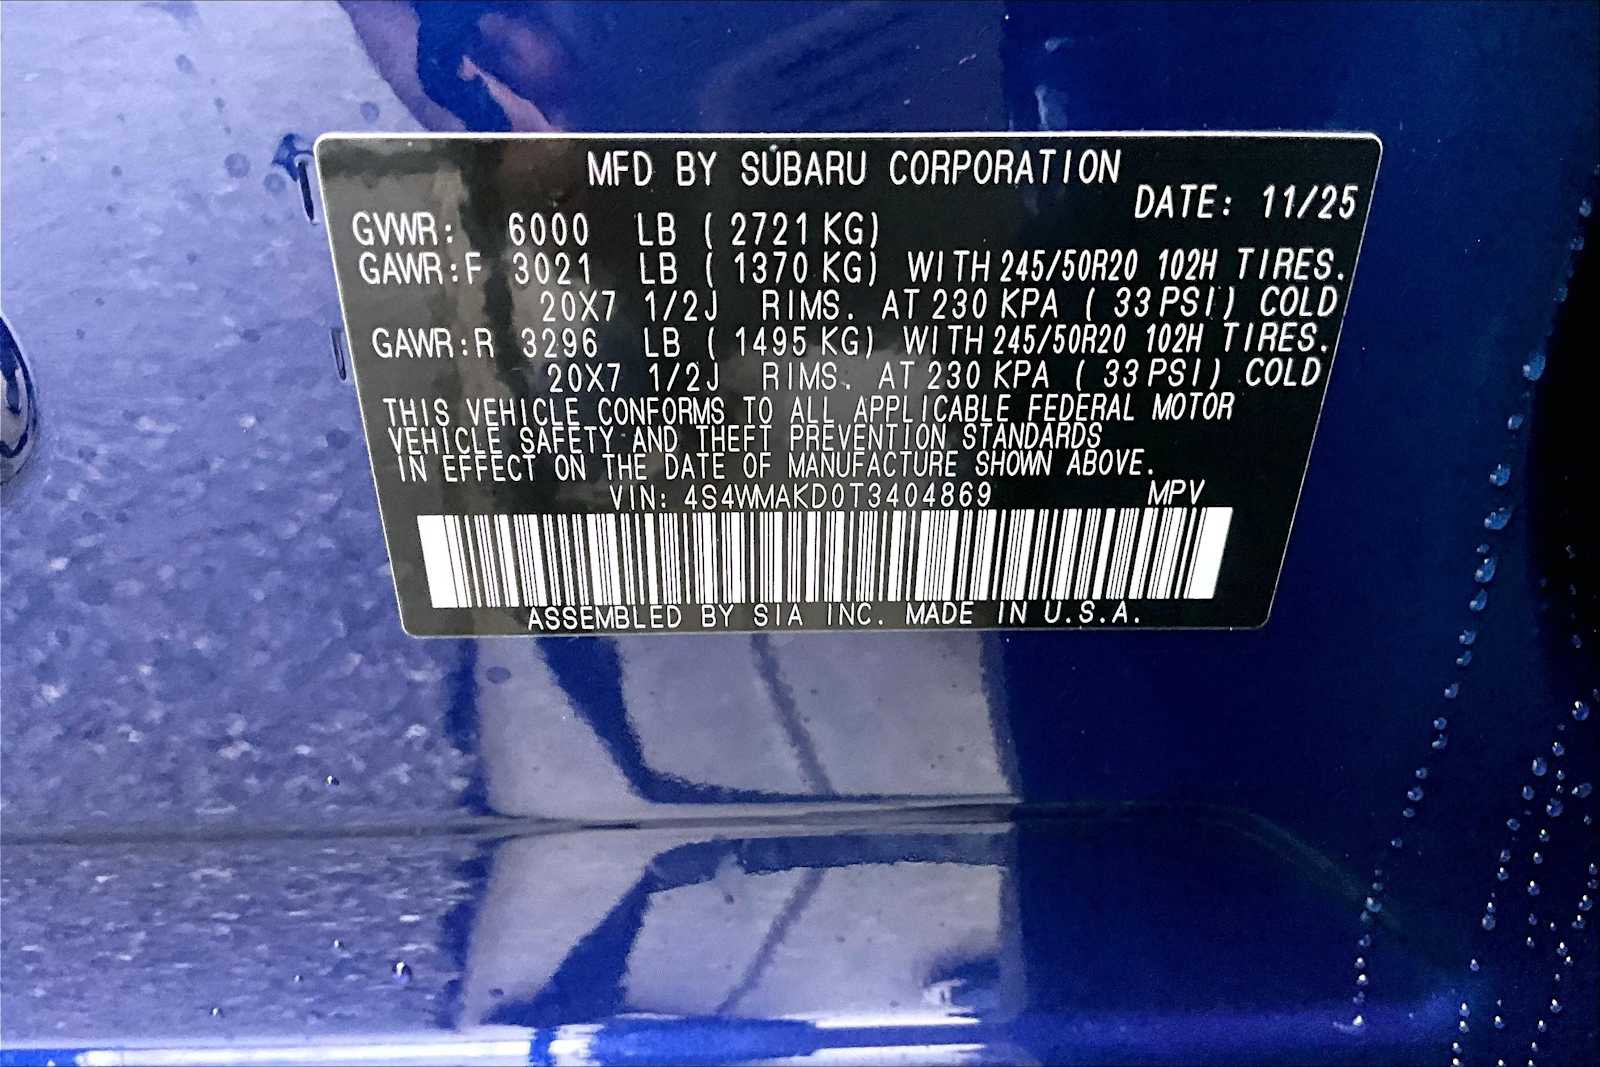 MFD BY SUBARU CORPORATION
DATE: 11/25
GVWR: 6000 LB ( 2721 KG)
GAWR:F 3021 LB ( 1370 KG) WITH 245/50R20 102H TIRES.
20X7 1/2J RIMS. AT 230 KPA ( 33 PSI) COLD
GAWR:R 3296 LB ( 1495 KG) WITH 245/50R20 102H TIRES.
20X7 1/2J RIMS. AT 230 KPA ( 33 PSI) COLD
THIS VEHICLE CONFORMS TO ALL APPLICABLE FEDERAL MOTOR
VEHICLE SAFETY AND THEFT PREVENTION STANDARDS
IN EFFECT ON THE DATE OF MANUFACTURE SHOWN ABOVE.
VIN: 4S4WMAKD0T3404869 MPV
ASSEMBLED BY SIA INC. MADE IN U.S.A.